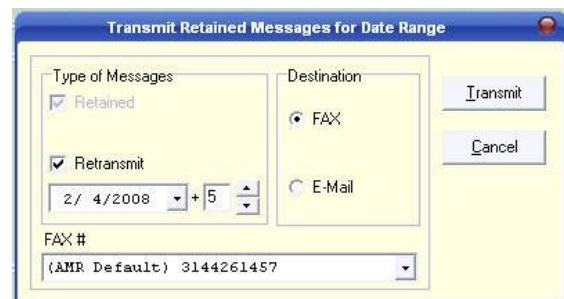 Transmit Retained Messages for Date Range
Type of Messages
Retained
Retransmit
2/ 4/2008 + 5
Destination
FAX
E-Mail
Transmit
Cancel
FAX #
(AMR Default) 3144261457